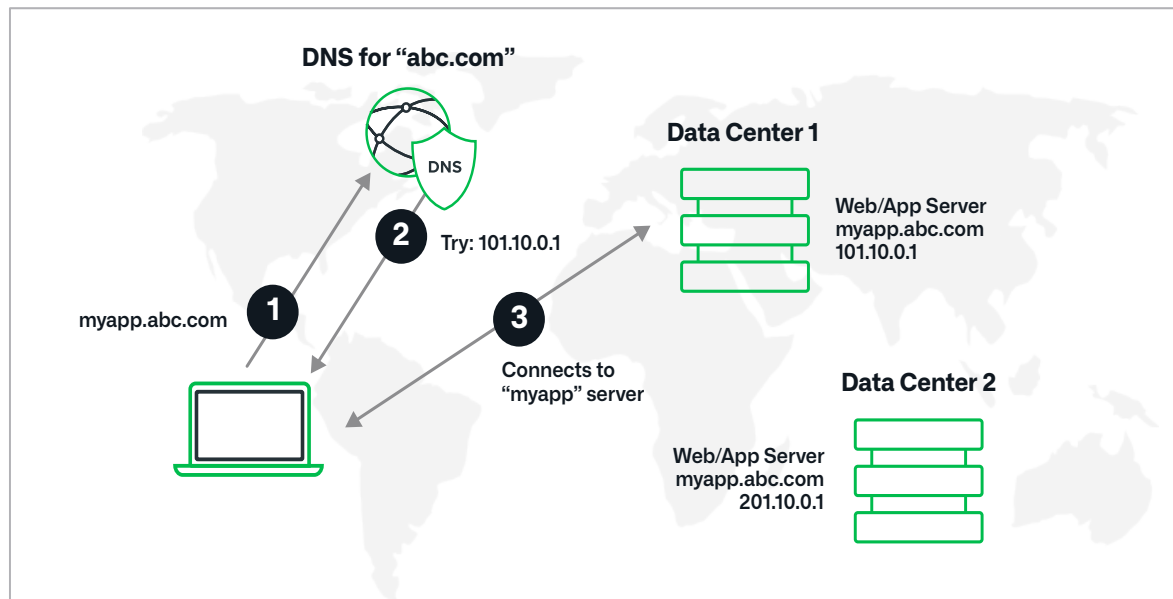 DNS for “abc.com”
DNS
1
myapp.abc.com
2
Try: 101.10.0.1
3
Connects to
“myapp” server
Data Center 1
Web/App Server
myapp.abc.com
101.10.0.1
Data Center 2
Web/App Server
myapp.abc.com
201.10.0.1